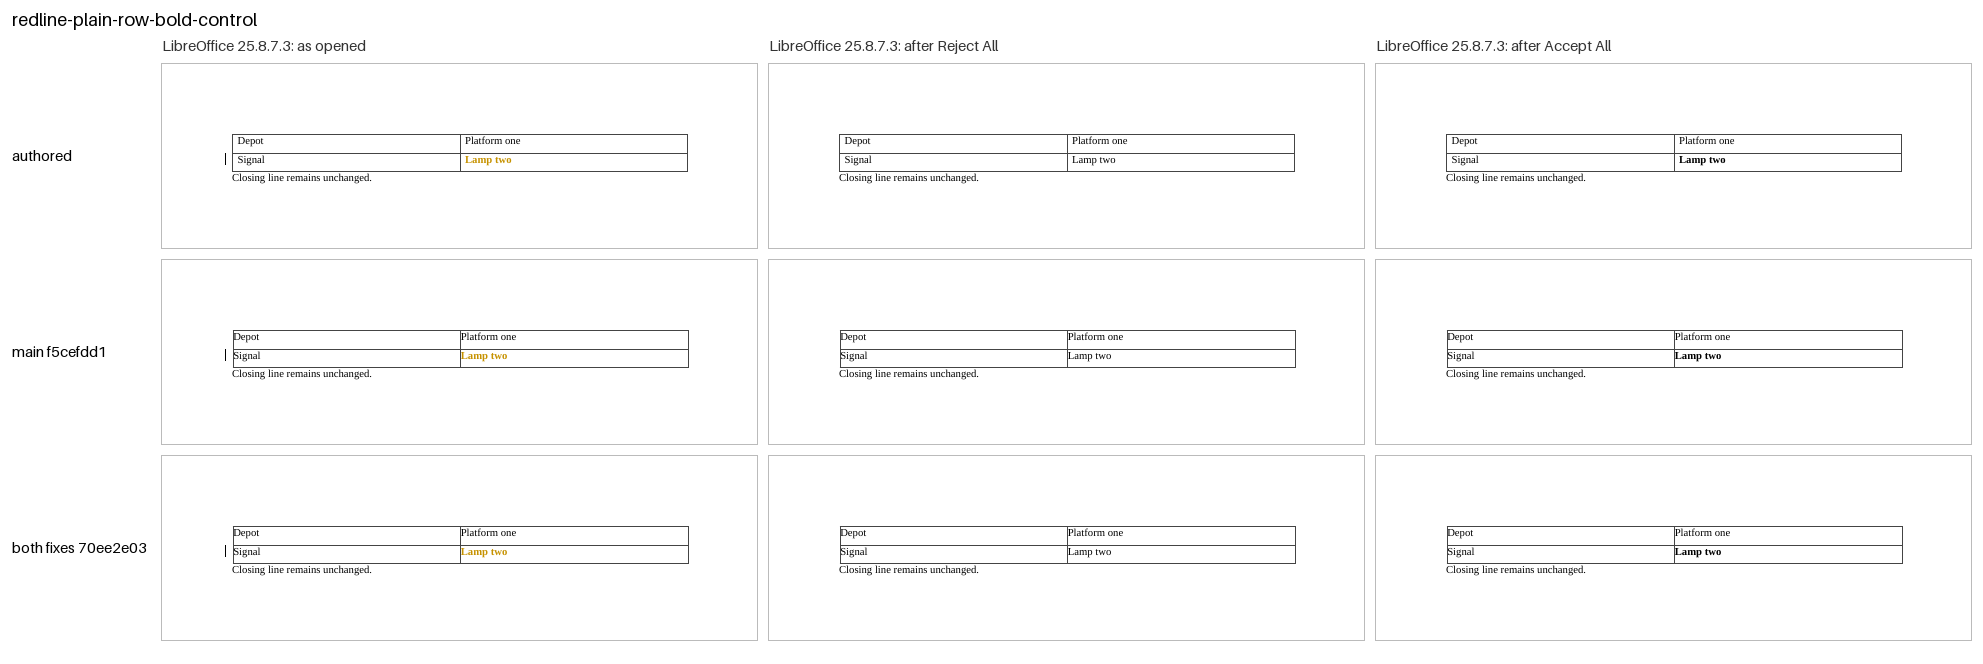 redline-plain-row-bold-control
LibreOffice 25.8.7.3: as opened
LibreOffice 25.8.7.3: after Reject All
LibreOffice 25.8.7.3: after Accept All
authored
Depot Platform one
Signal Lamp two
Closing line remains unchanged.
Depot Platform one
Signal Lamp two
Closing line remains unchanged.
Depot Platform one
Signal Lamp two
Closing line remains unchanged.
main f5cefdd1
Depot Platform one
Signal Lamp two
Closing line remains unchanged.
Depot Platform one
Signal Lamp two
Closing line remains unchanged.
Depot Platform one
Signal Lamp two
Closing line remains unchanged.
both fixes 70ee2e03
Depot Platform one
Signal Lamp two
Closing line remains unchanged.
Depot Platform one
Signal Lamp two
Closing line remains unchanged.
Depot Platform one
Signal Lamp two
Closing line remains unchanged.